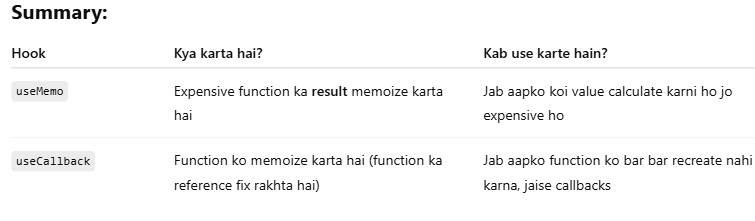 Summary:
Hook Kya karta hai? Kab use karte hain?
useMemo Expensive function ka result memoize karta hai Jab aapko koi value calculate karni ho jo expensive ho
useCallback Function ko memoize karta hai (function ka reference fix rakhta hai) Jab aapko function ko bar bar recreate nahi karna, jaise callbacks